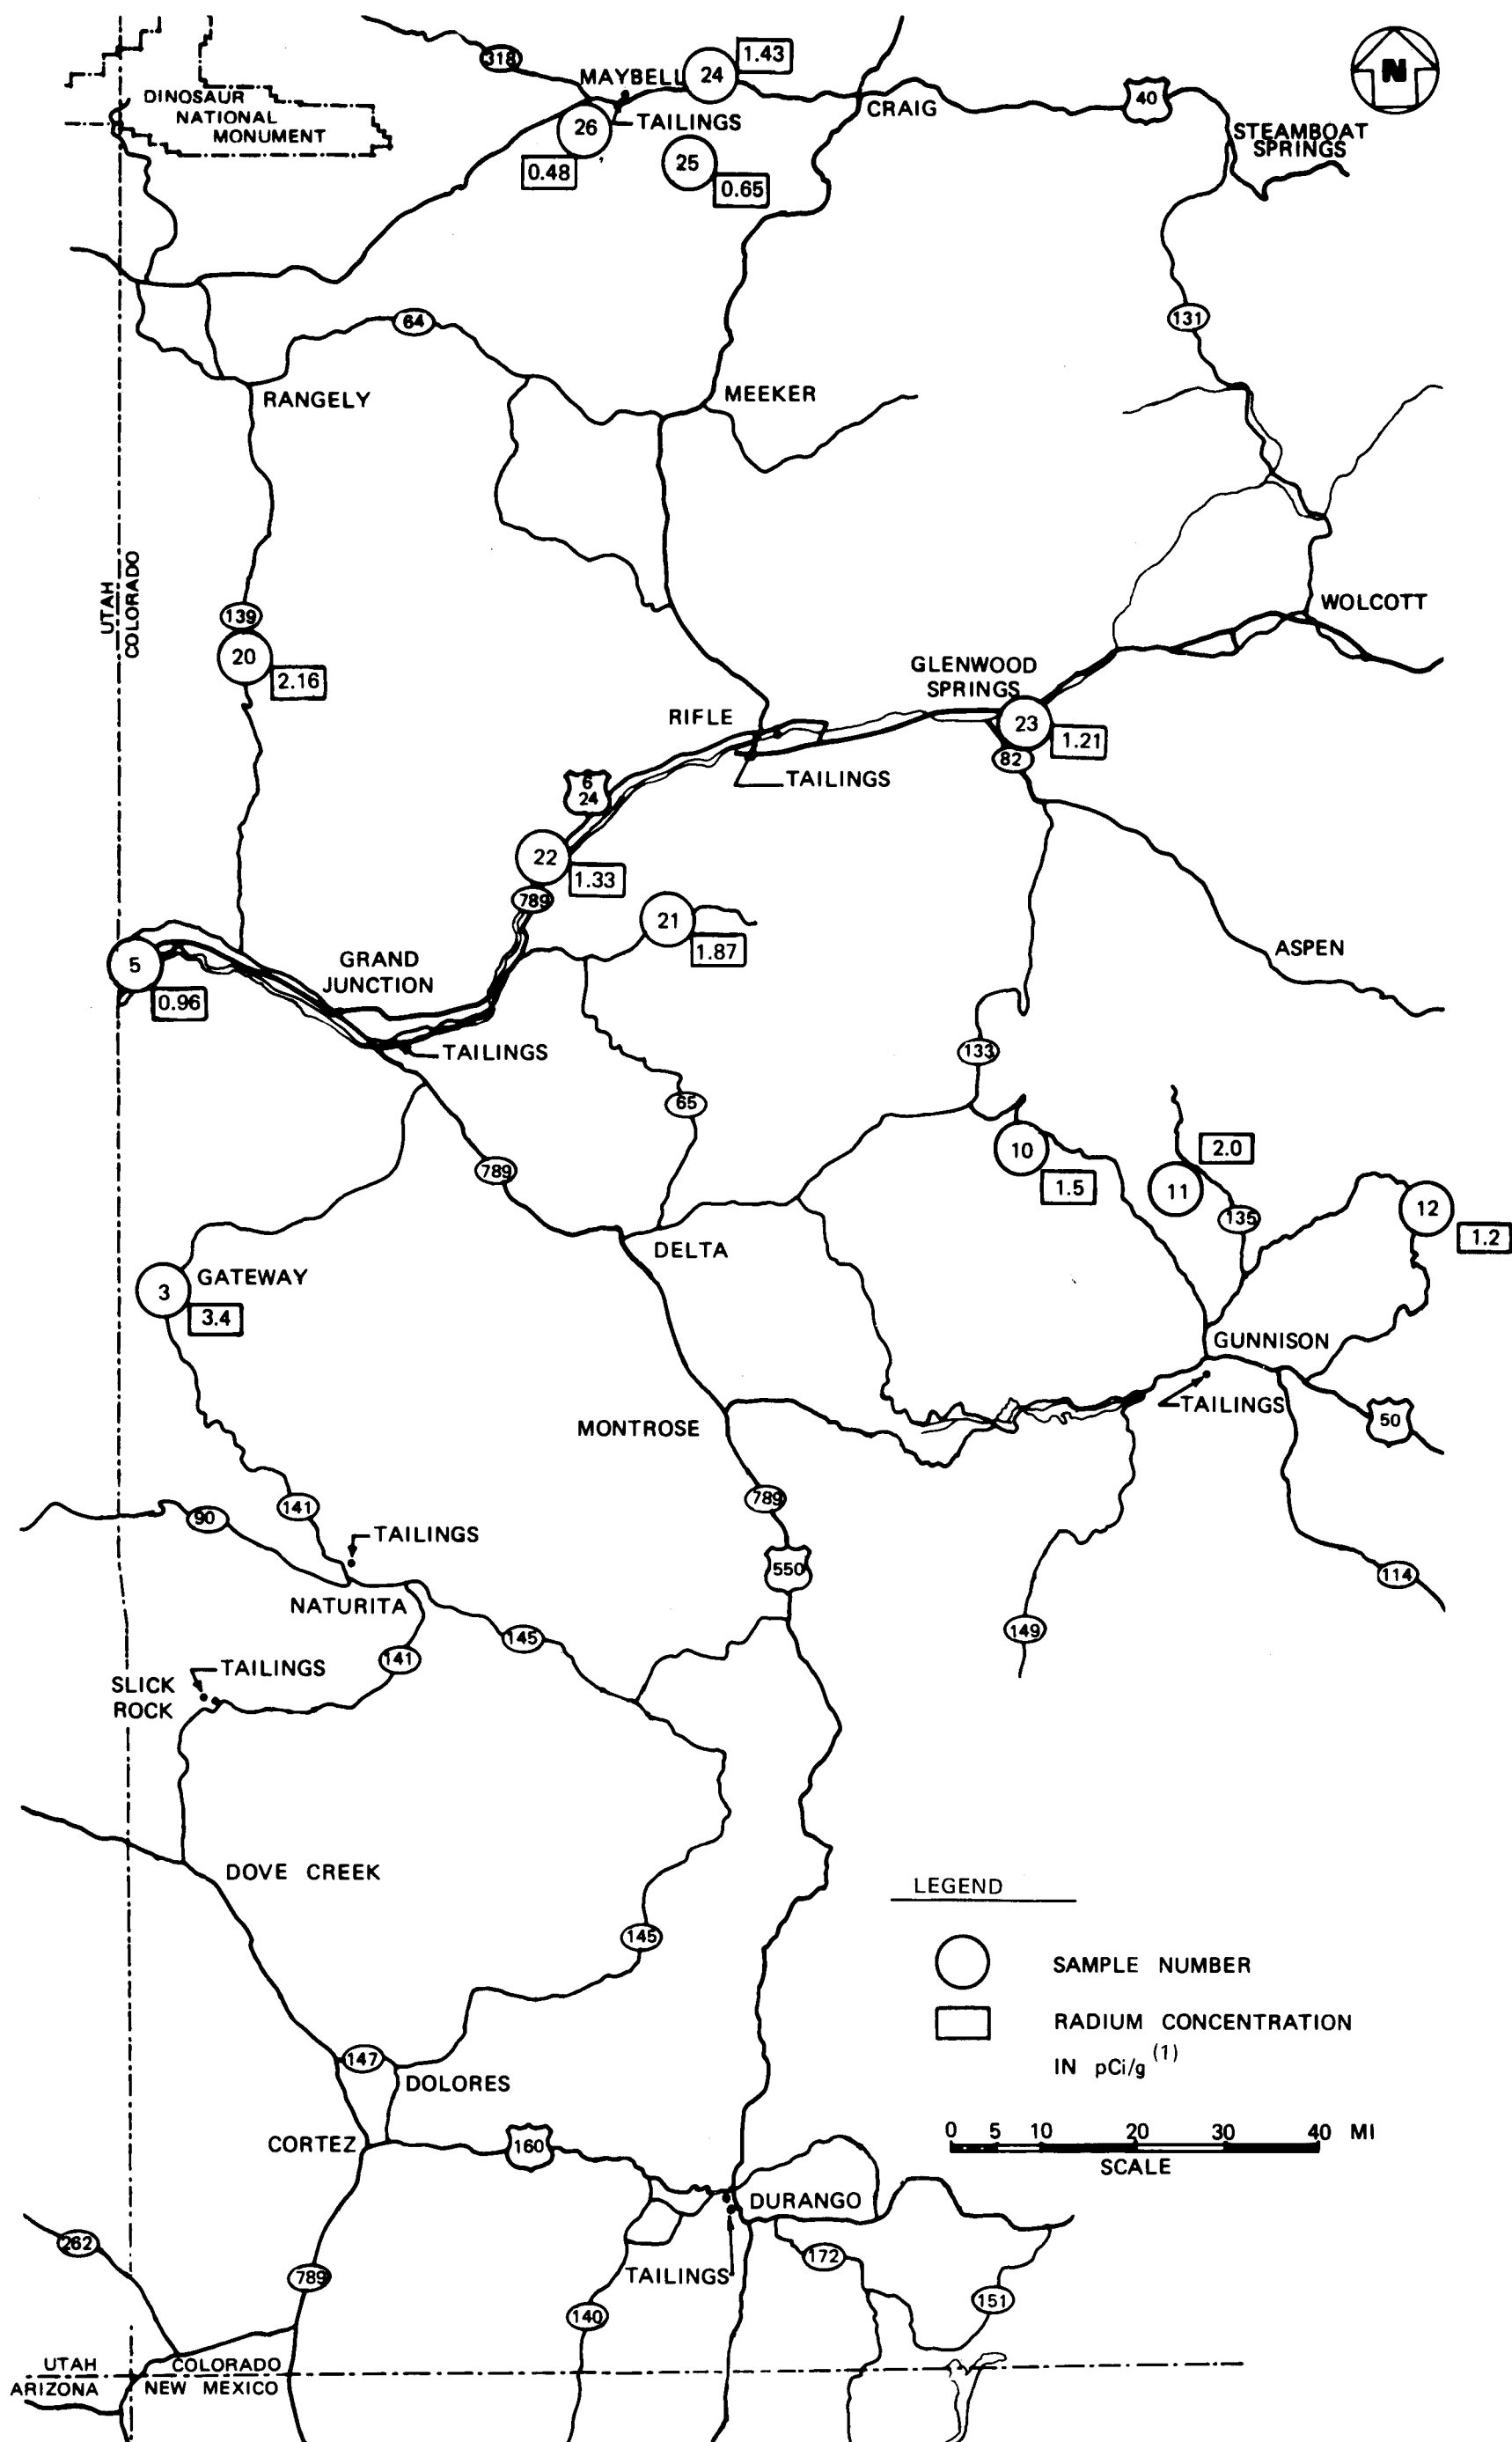 318
MAYBELL
24
1.43
N
DINOSAUR
NATIONAL
MONUMENT
26
TAILINGS
CRAIG
40
STEAMBOAT
SPRINGS
0.48
25
0.65
131
64
RANGELY
MEEKER
UTAH
COLORADO
139
20
2.16
WOLCOTT
GLENWOOD
SPRINGS
RIFLE
23
1.21
82
TAILINGS
6
24
22
1.33
789
21
1.87
ASPEN
5
0.96
GRAND
JUNCTION
TAILINGS
133
65
10
1.5
2.0
11
135
12
1.2
789
DELTA
3
GATEWAY
3.4
GUNNISON
TAILINGS
50
MONTROSE
789
141
90
TAILINGS
550
114
NATURITA
145
149
141
TAILINGS
SLICK
ROCK
DOVE CREEK
LEGEND
145
SAMPLE NUMBER
RADIUM CONCENTRATION
IN pCi/g (1)
147
DOLORES
CORTEZ
160
0 5 10 20 30 40 MI
SCALE
DURANGO
262
789
TAILINGS
172
140
151
UTAH
COLORADO
ARIZONA
NEW MEXICO